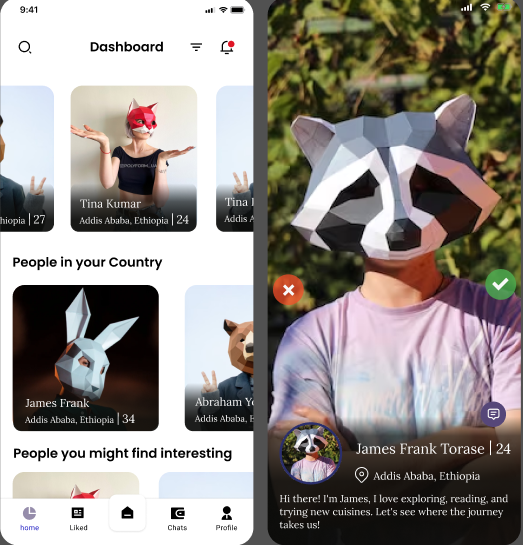 9:41
Dashboard
hiopia | 27
Tina Kumar
Addis Ababa, Ethiopia | 24
Tina
Addis A
People in your Country
James Frank
Addis Ababa, Ethiopia | 34
Abraham Yo
Addis Ababa, E
People you might find interesting
home
Liked
Chats
Profile
James Frank Torase | 24
Addis Ababa, Ethiopia
Hi there! I'm James, I love exploring, reading, and
trying new cuisines. Let's see where the journey
takes us!